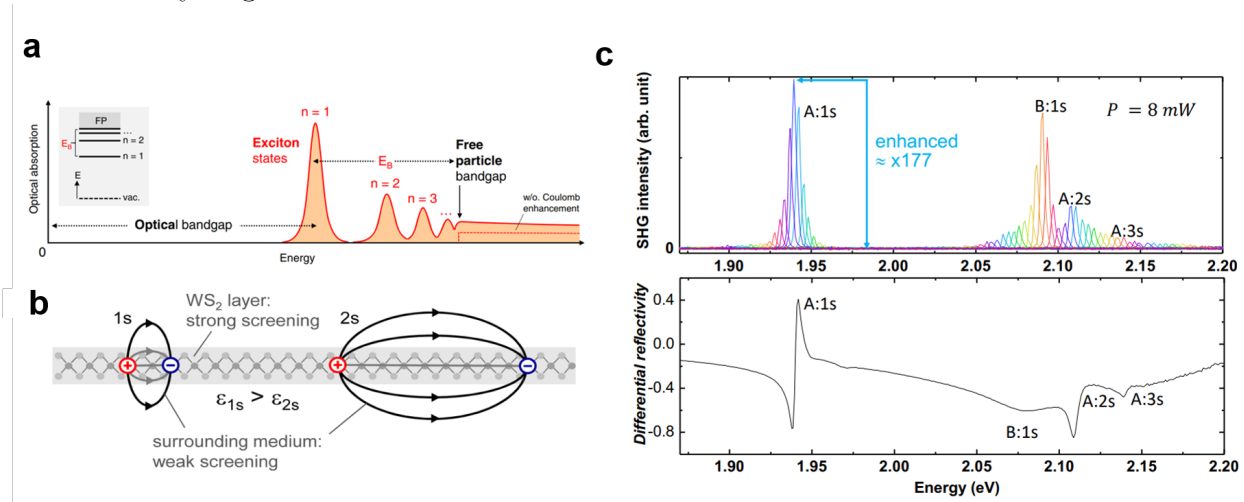 a
FP
...
n = 2
n = 1
E_B
E
vac.
Optical absorption
0
Optical bandgap
Energy
n = 1
Exciton
states
E_B
n = 2
n = 3
...
Free
particle
bandgap
w/o. Coulomb
enhancement
b
WS₂ layer:
strong screening
1s
2s
+
−
+
−
ε1s > ε2s
surrounding medium:
weak screening
c
SHG intensity (arb. unit)
0
A:1s
enhanced
≈ x177
B:1s
P = 8 mW
A:2s
A:3s
1.90 1.95 2.00 2.05 2.10 2.15 2.20
Differential reflectivity
0.4
0.0
-0.4
-0.8
A:1s
B:1s
A:2s
A:3s
1.90 1.95 2.00 2.05 2.10 2.15 2.20
Energy (eV)